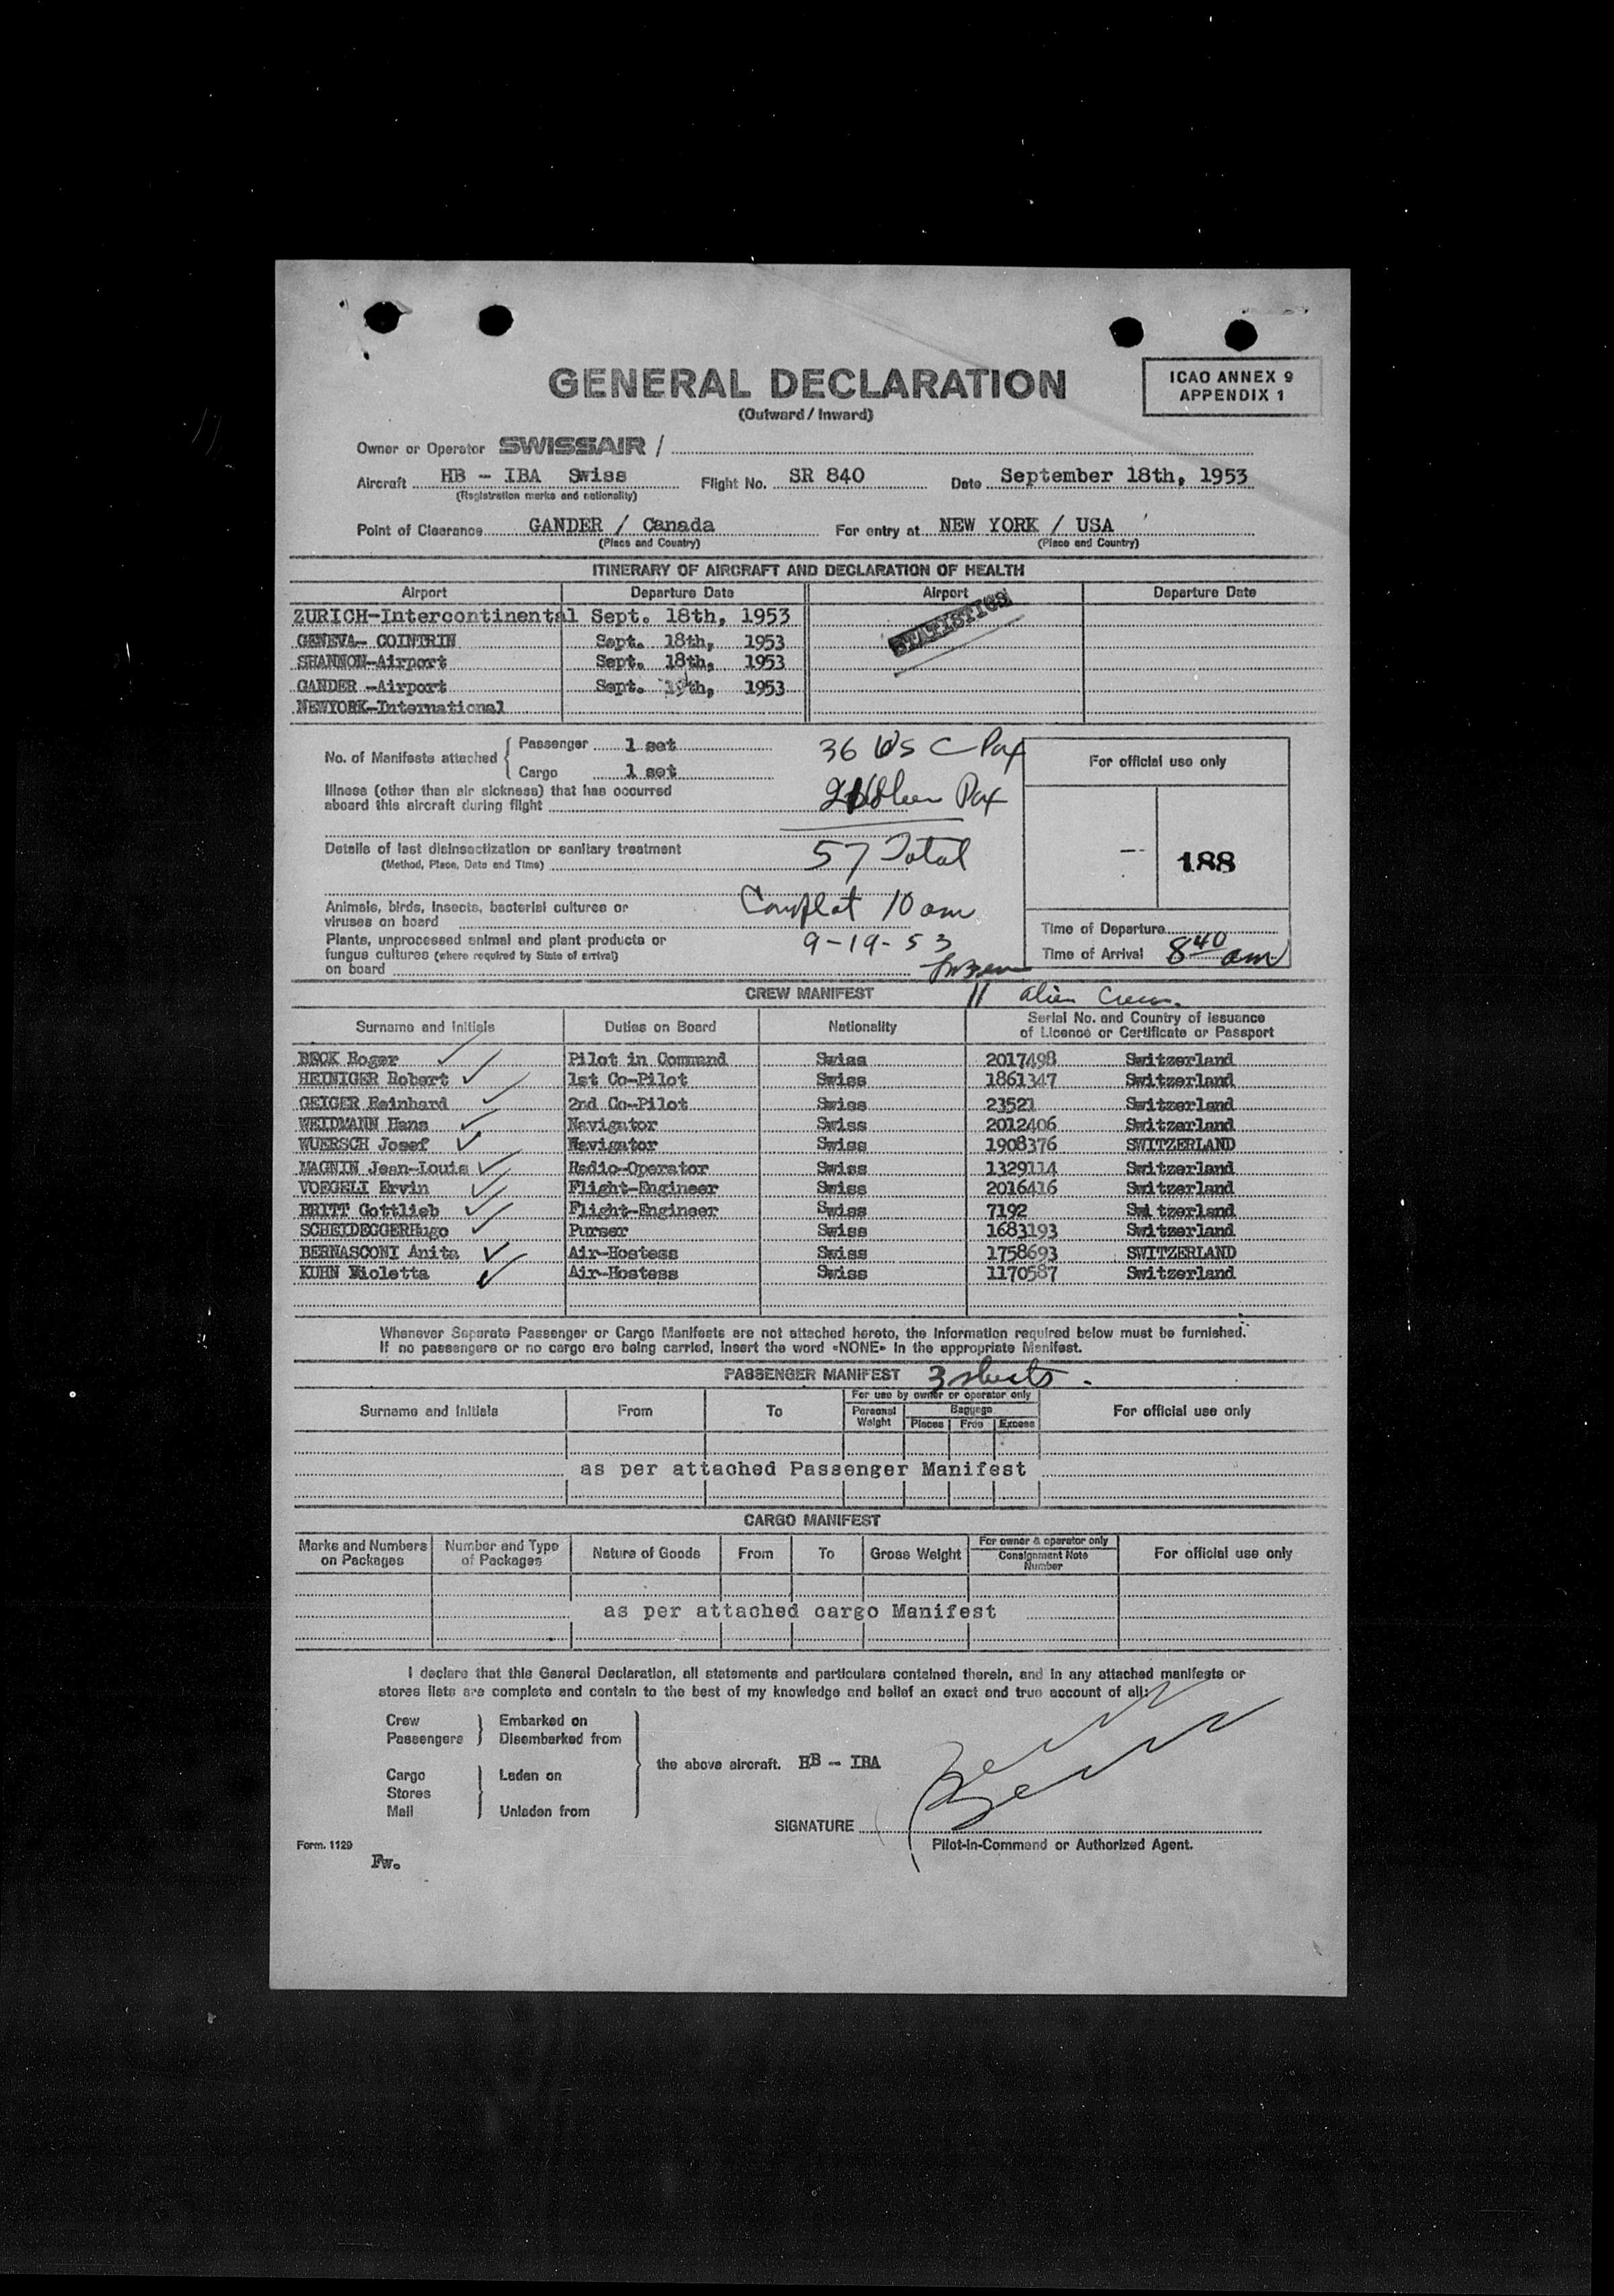 GENERAL DECLARATION
(Outward / Inward)
ICAO ANNEX 9
APPENDIX 1
Owner or Operator SWISSAIR /
Aircraft HB - IBA Swiss Flight No. SR 840 Date September 18th, 1953
(Registration marks and nationality)
Point of Clearance GANDER / Canada For entry at NEW YORK / USA
(Place and Country) (Place and Country)
ITINERARY OF AIRCRAFT AND DECLARATION OF HEALTH
Airport Departure Date Airport Departure Date
ZURICH-Intercontinental Sept. 18th, 1953
STATISTICS
GENEVA- COINTRIN Sept. 18th, 1953
SHANNON-Airport Sept. 18th, 1953
GANDER -Airport Sept. 19th, 1953
NEWYORK-International
No. of Manifests attached { Passenger 1 set
Cargo 1 set
36 US C Pax
For official use only
Illness (other than air sickness) that has occurred
aboard this aircraft during flight
21 Alien Pax
Details of last disinsectization or sanitary treatment
(Method, Place, Date and Time)
57 Total
- 188
Animals, birds, insects, bacterial cultures or
viruses on board
10 am
Plants, unprocessed animal and plant products or
fungus cultures (where required by State of arrival)
on board
9-19-53
Time of Departure
Time of Arrival 8 40 am
CREW MANIFEST 11 alien Crew.
Surname and Initials Duties on Board Nationality Serial No. and Country of issuance
of Licence or Certificate or Passport
BECK Roger Pilot in Command Swiss 2017498 Switzerland
HEINIGER Robert 1st Co-Pilot Swiss 1861347 Switzerland
GEIGER Reinhard 2nd Co-Pilot Swiss 23521 Switzerland
WEIDMANN Hans Navigator Swiss 2012406 Switzerland
WUERSCH Josef Navigator Swiss 1908376 SWITZERLAND
MAGNIN Jean-Louis Radio-Operator Swiss 1329114 Switzerland
VOEGELI Ervin Flight-Engineer Swiss 2016416 Switzerland
BRITT Gottlieb Flight-Engineer Swiss 7192 Switzerland
SCHEIDEGGERHugo Purser Swiss 1683193 Switzerland
BERNASCONI Anita Air-Hostess Swiss 1758693 SWITZERLAND
KUHN Violetta Air-Hostess Swiss 1170587 Switzerland
Whenever Separate Passenger or Cargo Manifests are not attached hereto, the information required below must be furnished.
If no passengers or no cargo are being carried, insert the word «NONE» in the appropriate Manifest.
PASSENGER MANIFEST 3 sheets.
Surname and Initials From To For use by owner or operator only For official use only
Personal Weight Baggage
Pieces Free Excess
as per attached Passenger Manifest
CARGO MANIFEST
Marks and Numbers on Packages Number and Type of Packages Nature of Goods From To Gross Weight For owner & operator only Consignment Note Number For official use only
as per attached cargo Manifest
I declare that this General Declaration, all statements and particulars contained therein, and in any attached manifests or
stores lists are complete and contain to the best of my knowledge and belief an exact and true account of all:
Crew Embarked on
Passengers Disembarked from
the above aircraft. HB - IBA
Cargo Laden on
Stores
Mail Unladen from
SIGNATURE
Pilot-in-Command or Authorized Agent.
Form. 1129
Fw.